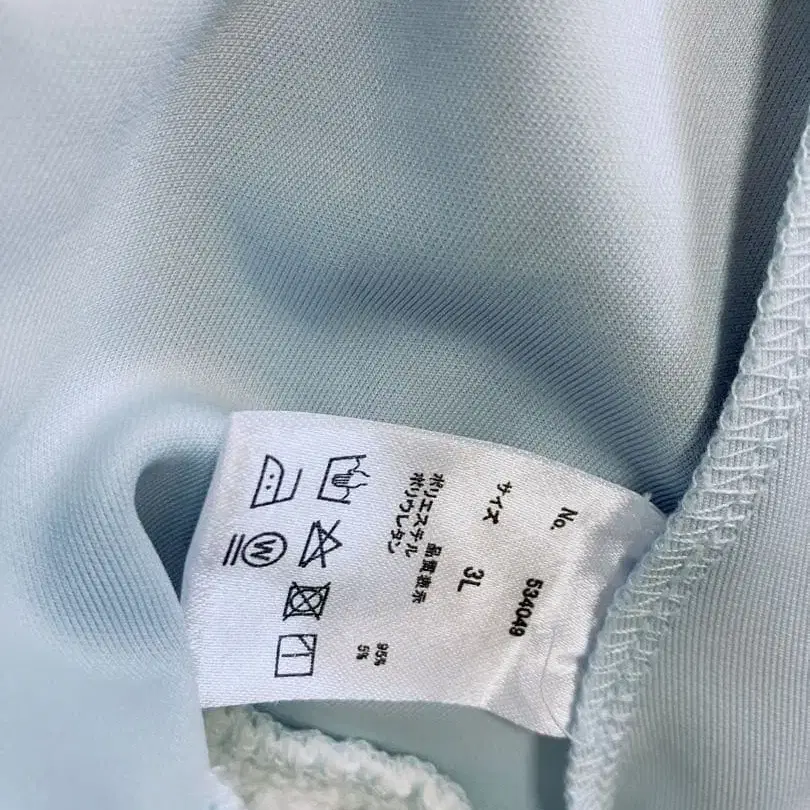 No. 534049
サイズ 3L
品質表示
ポリエステル 95%
ポリウレタン 5%
W